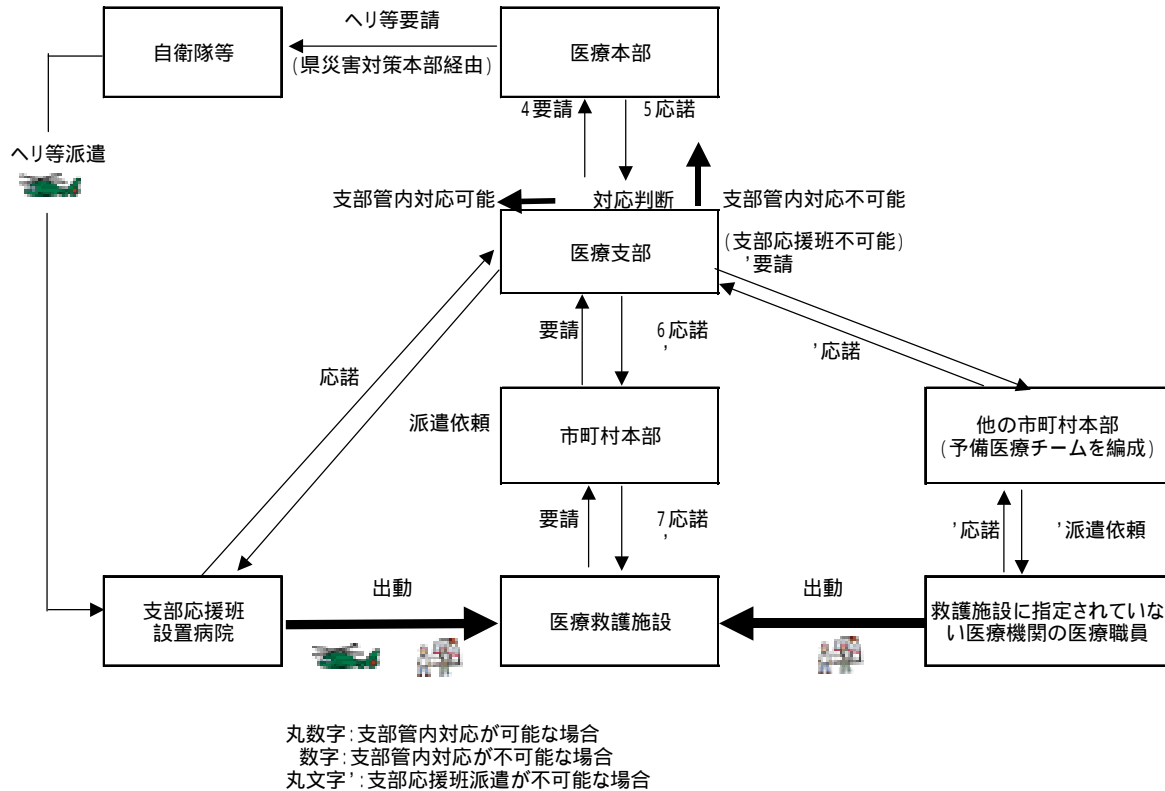 ヘリ等要請
自衛隊等
(県災害対策本部経由)
医療本部
4要請
5応諾
ヘリ等派遣
支部管内対応可能
対応判断
支部管内対応不可能
医療支部
(支部応援班不可能)
'要請
要請
6応諾
'
'応諾
応諾
派遣依頼
市町村本部
他の市町村本部
(予備医療チームを編成)
要請
7応諾
'
'応諾
'派遣依頼
支部応援班
設置病院
出動
医療救護施設
出動
救護施設に指定されていな
い医療機関の医療職員
丸数字:支部管内対応が可能な場合
数字:支部管内対応が不可能な場合
丸文字':支部応援班派遣が不可能な場合